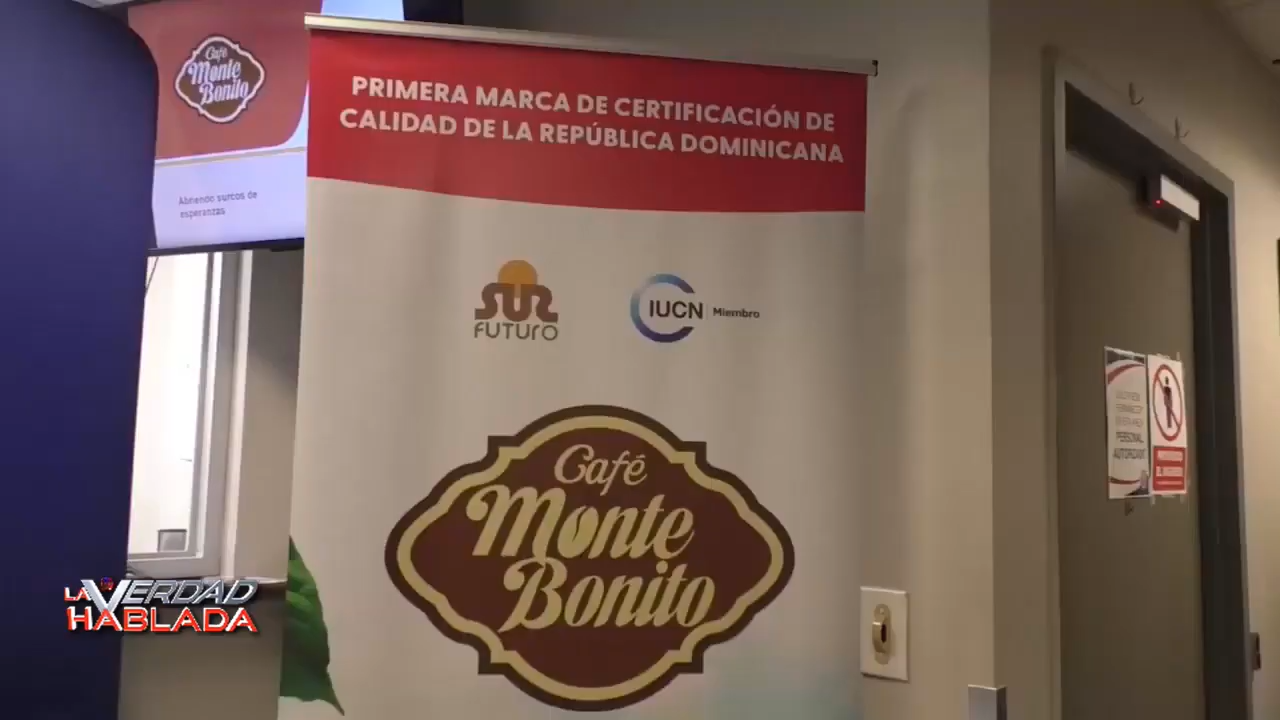 Café
Monte
Bonito
Abriendo surcos de
esperanzas
PRIMERA MARCA DE CERTIFICACIÓN DE
CALIDAD DE LA REPÚBLICA DOMINICANA
SUR
FUTURO
IUCN Miembro
Café
Monte
Bonito
PERSONAL
AUTORIZADO
LA VERDAD
HABLADA